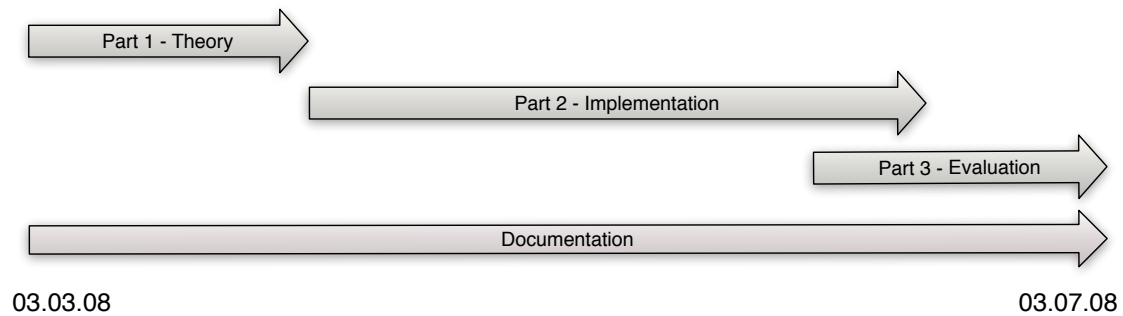 Part 1 - Theory
Part 2 - Implementation
Part 3 - Evaluation
Documentation
03.03.08
03.07.08